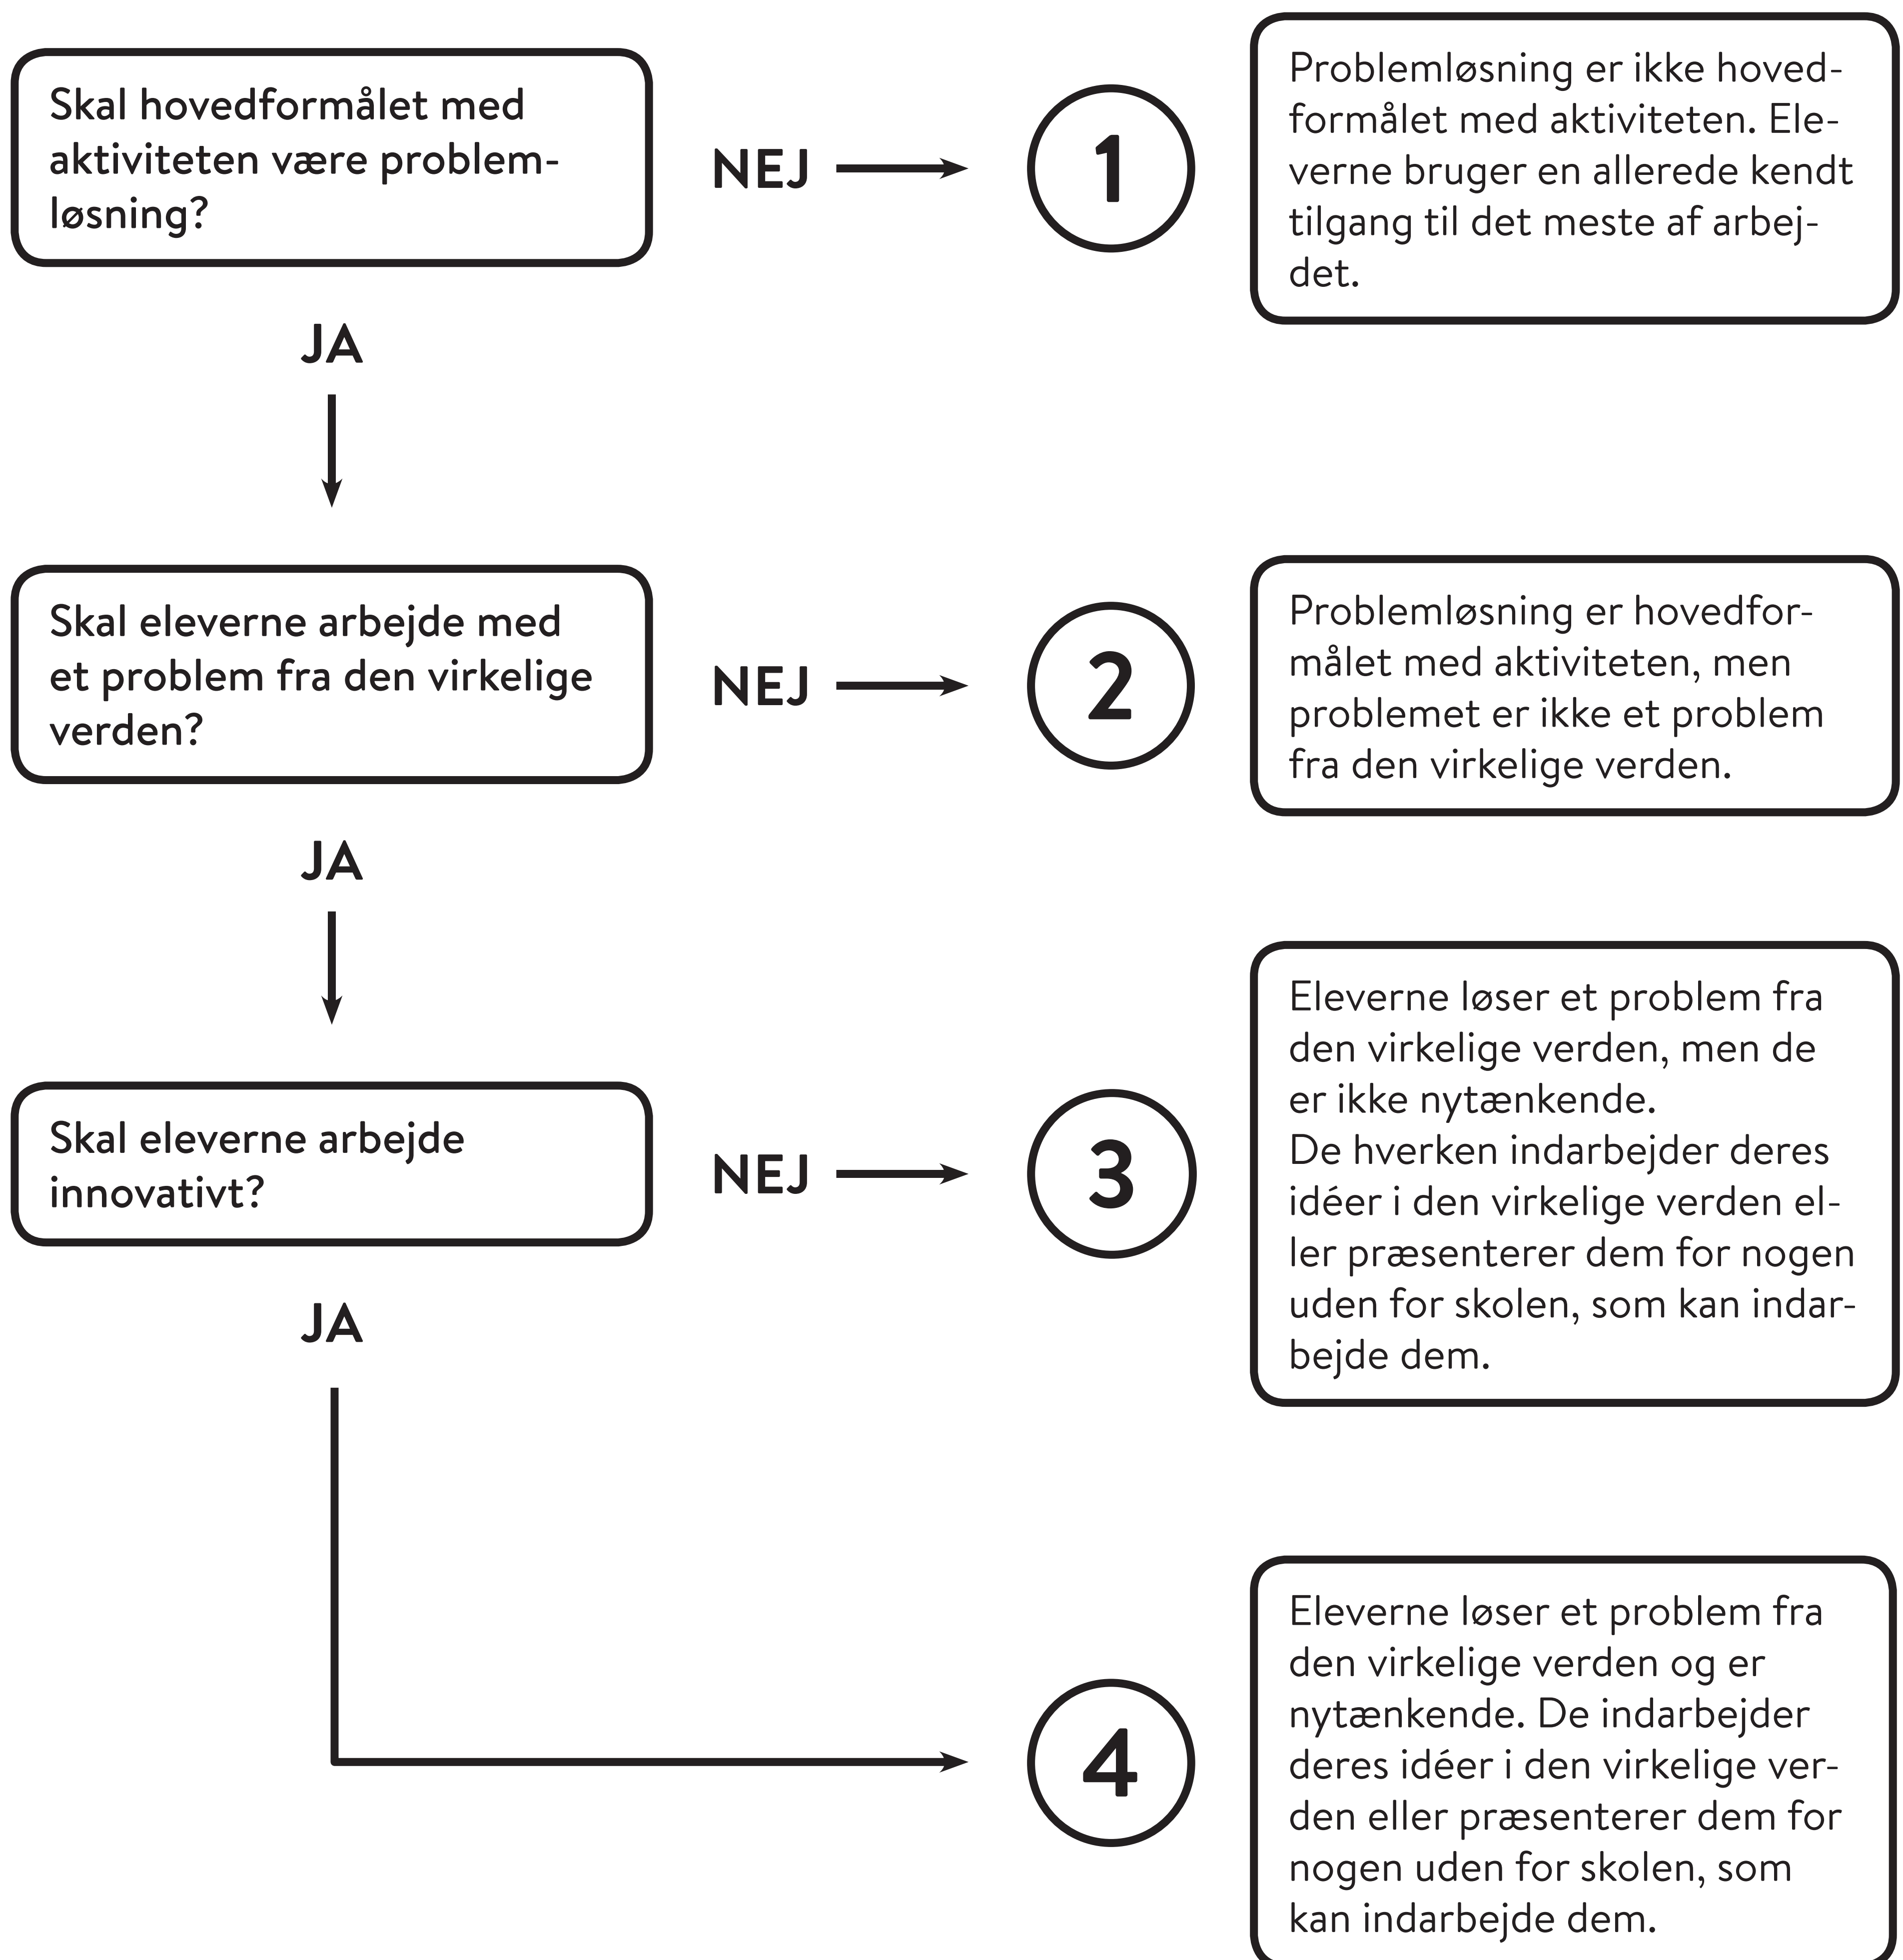 Skal hovedformålet med
aktiviteten være problem-
løsning?
NEJ
1
Problemløsning er ikke hoved-
formålet med aktiviteten. Ele-
verne bruger en allerede kendt
tilgang til det meste af arbej-
det.
JA
Skal eleverne arbejde med
et problem fra den virkelige
verden?
NEJ
2
Problemløsning er hovedfor-
målet med aktiviteten, men
problemet er ikke et problem
fra den virkelige verden.
JA
Skal eleverne arbejde
innovativt?
NEJ
3
Eleverne løser et problem fra
den virkelige verden, men de
er ikke nytænkende.
De hverken indarbejder deres
idéer i den virkelige verden el-
ler præsenterer dem for nogen
uden for skolen, som kan indar-
bejde dem.
JA
4
Eleverne løser et problem fra
den virkelige verden og er
nytænkende. De indarbejder
deres idéer i den virkelige ver-
den eller præsenterer dem for
nogen uden for skolen, som
kan indarbejde dem.